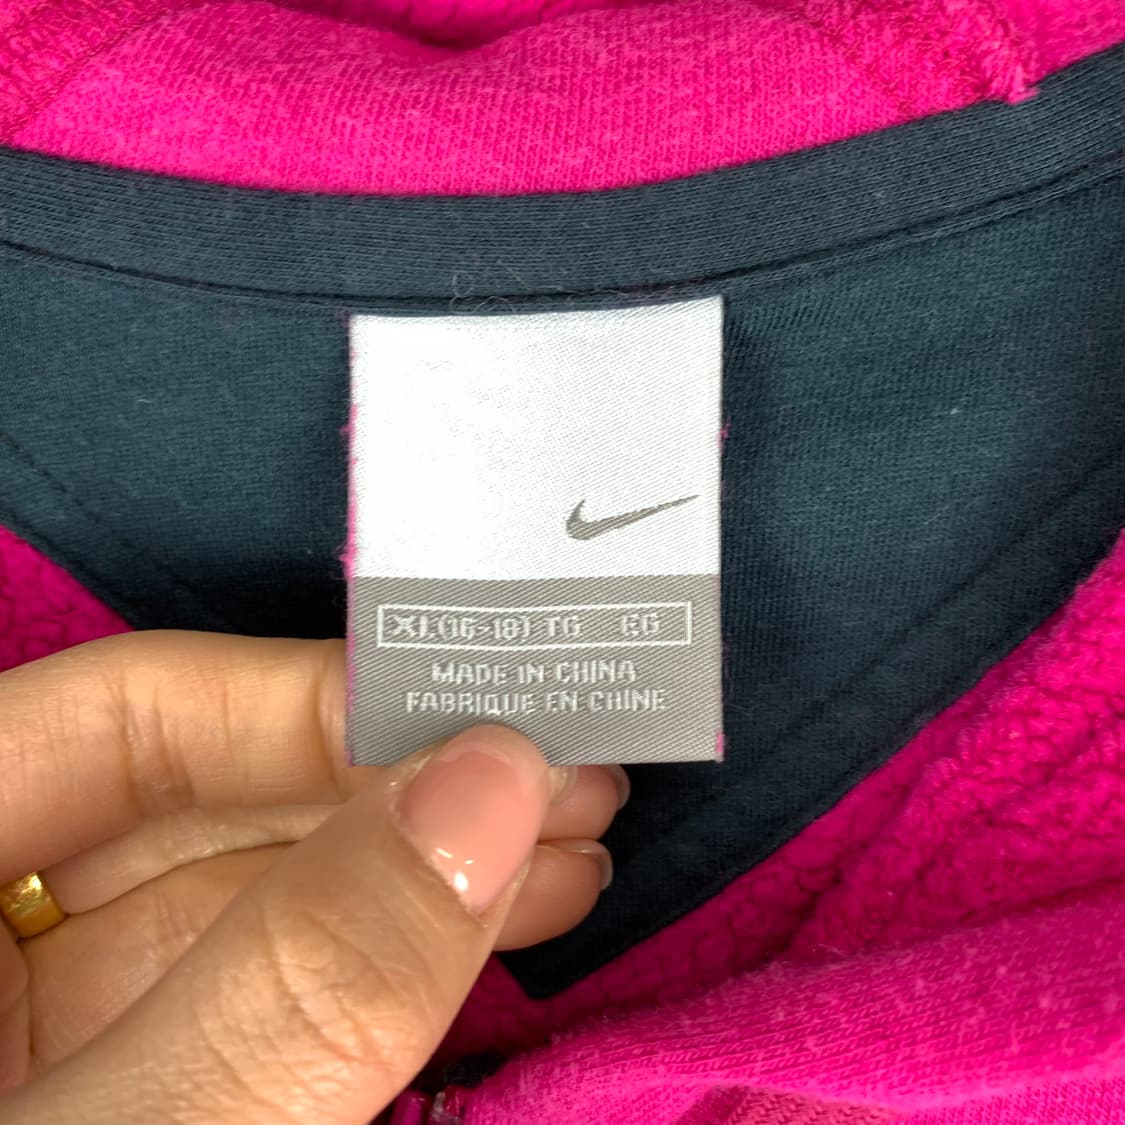 XL(16-18) TG EG
MADE IN CHINA
FABRIQUE EN CHINE